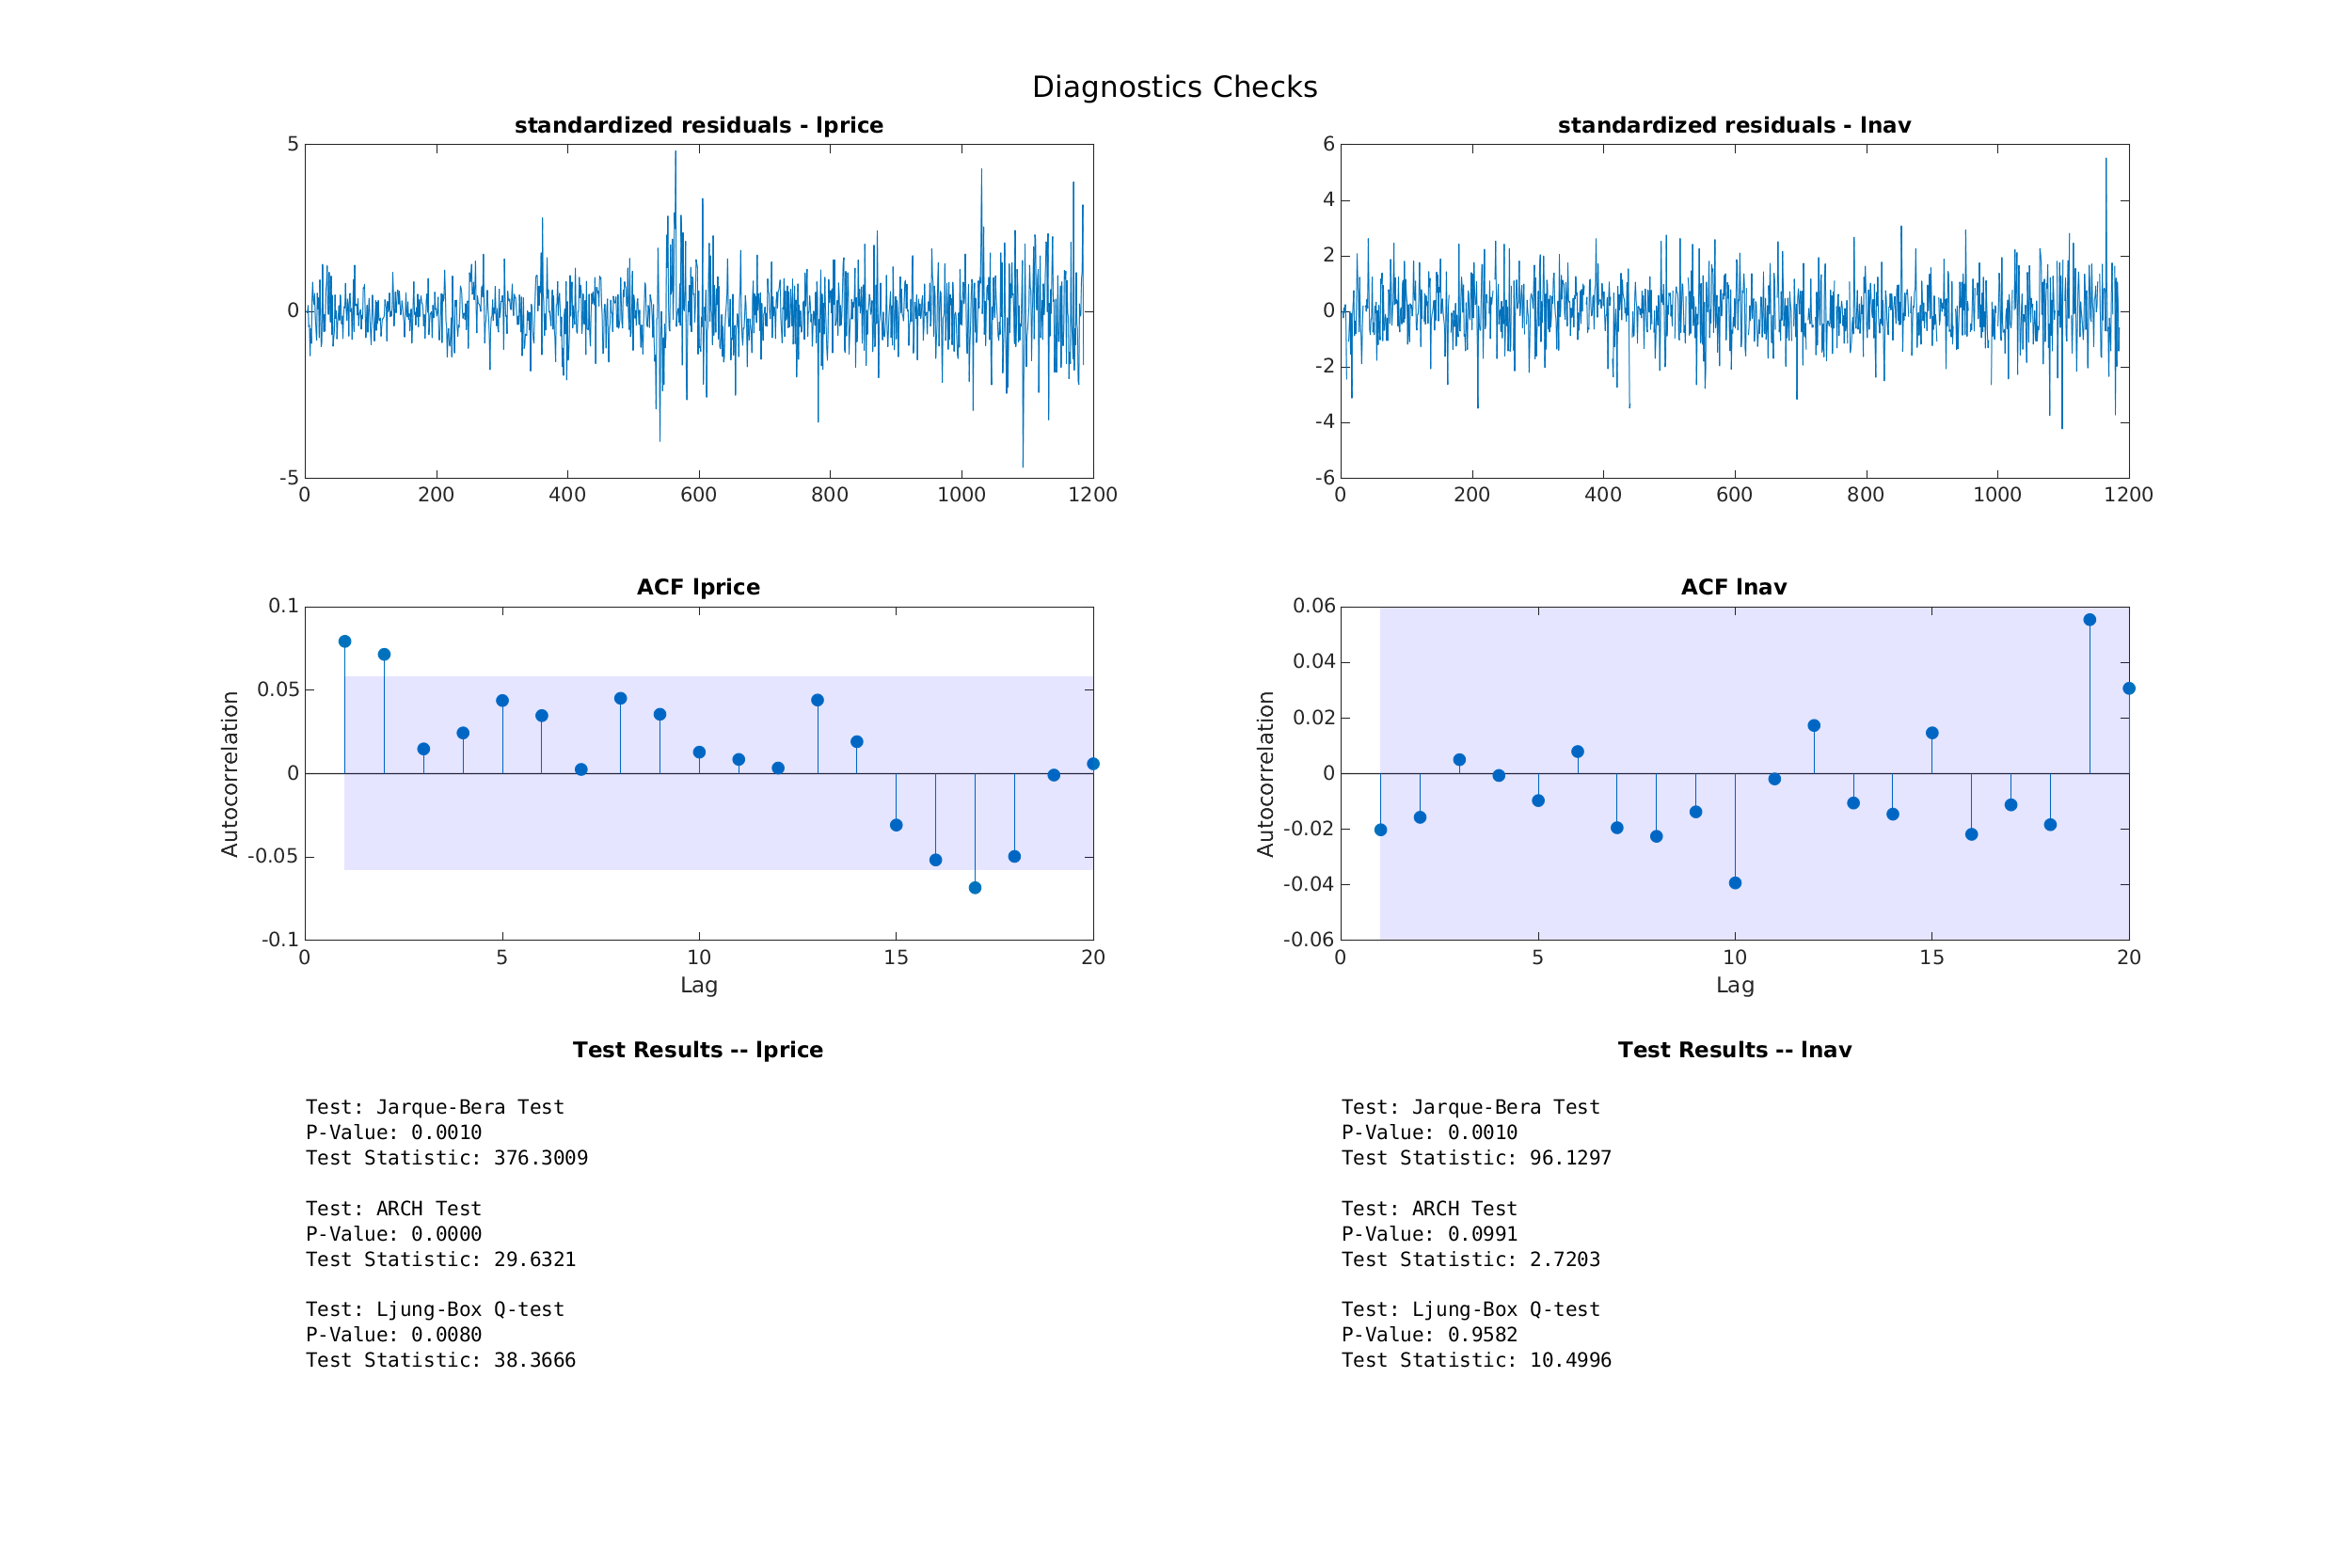 Diagnostics Checks
standardized residuals - lprice
5
0
-5
0 200 400 600 800 1000 1200
standardized residuals - lnav
6
4
2
0
-2
-4
-6
0 200 400 600 800 1000 1200
ACF lprice
0.1
0.05
0
-0.05
-0.1
Autocorrelation
0 5 10 15 20
Lag
ACF lnav
0.06
0.04
0.02
0
-0.02
-0.04
-0.06
Autocorrelation
0 5 10 15 20
Lag
Test Results -- lprice
Test: Jarque-Bera Test
P-Value: 0.0010
Test Statistic: 376.3009
Test: ARCH Test
P-Value: 0.0000
Test Statistic: 29.6321
Test: Ljung-Box Q-test
P-Value: 0.0080
Test Statistic: 38.3666
Test Results -- lnav
Test: Jarque-Bera Test
P-Value: 0.0010
Test Statistic: 96.1297
Test: ARCH Test
P-Value: 0.0991
Test Statistic: 2.7203
Test: Ljung-Box Q-test
P-Value: 0.9582
Test Statistic: 10.4996